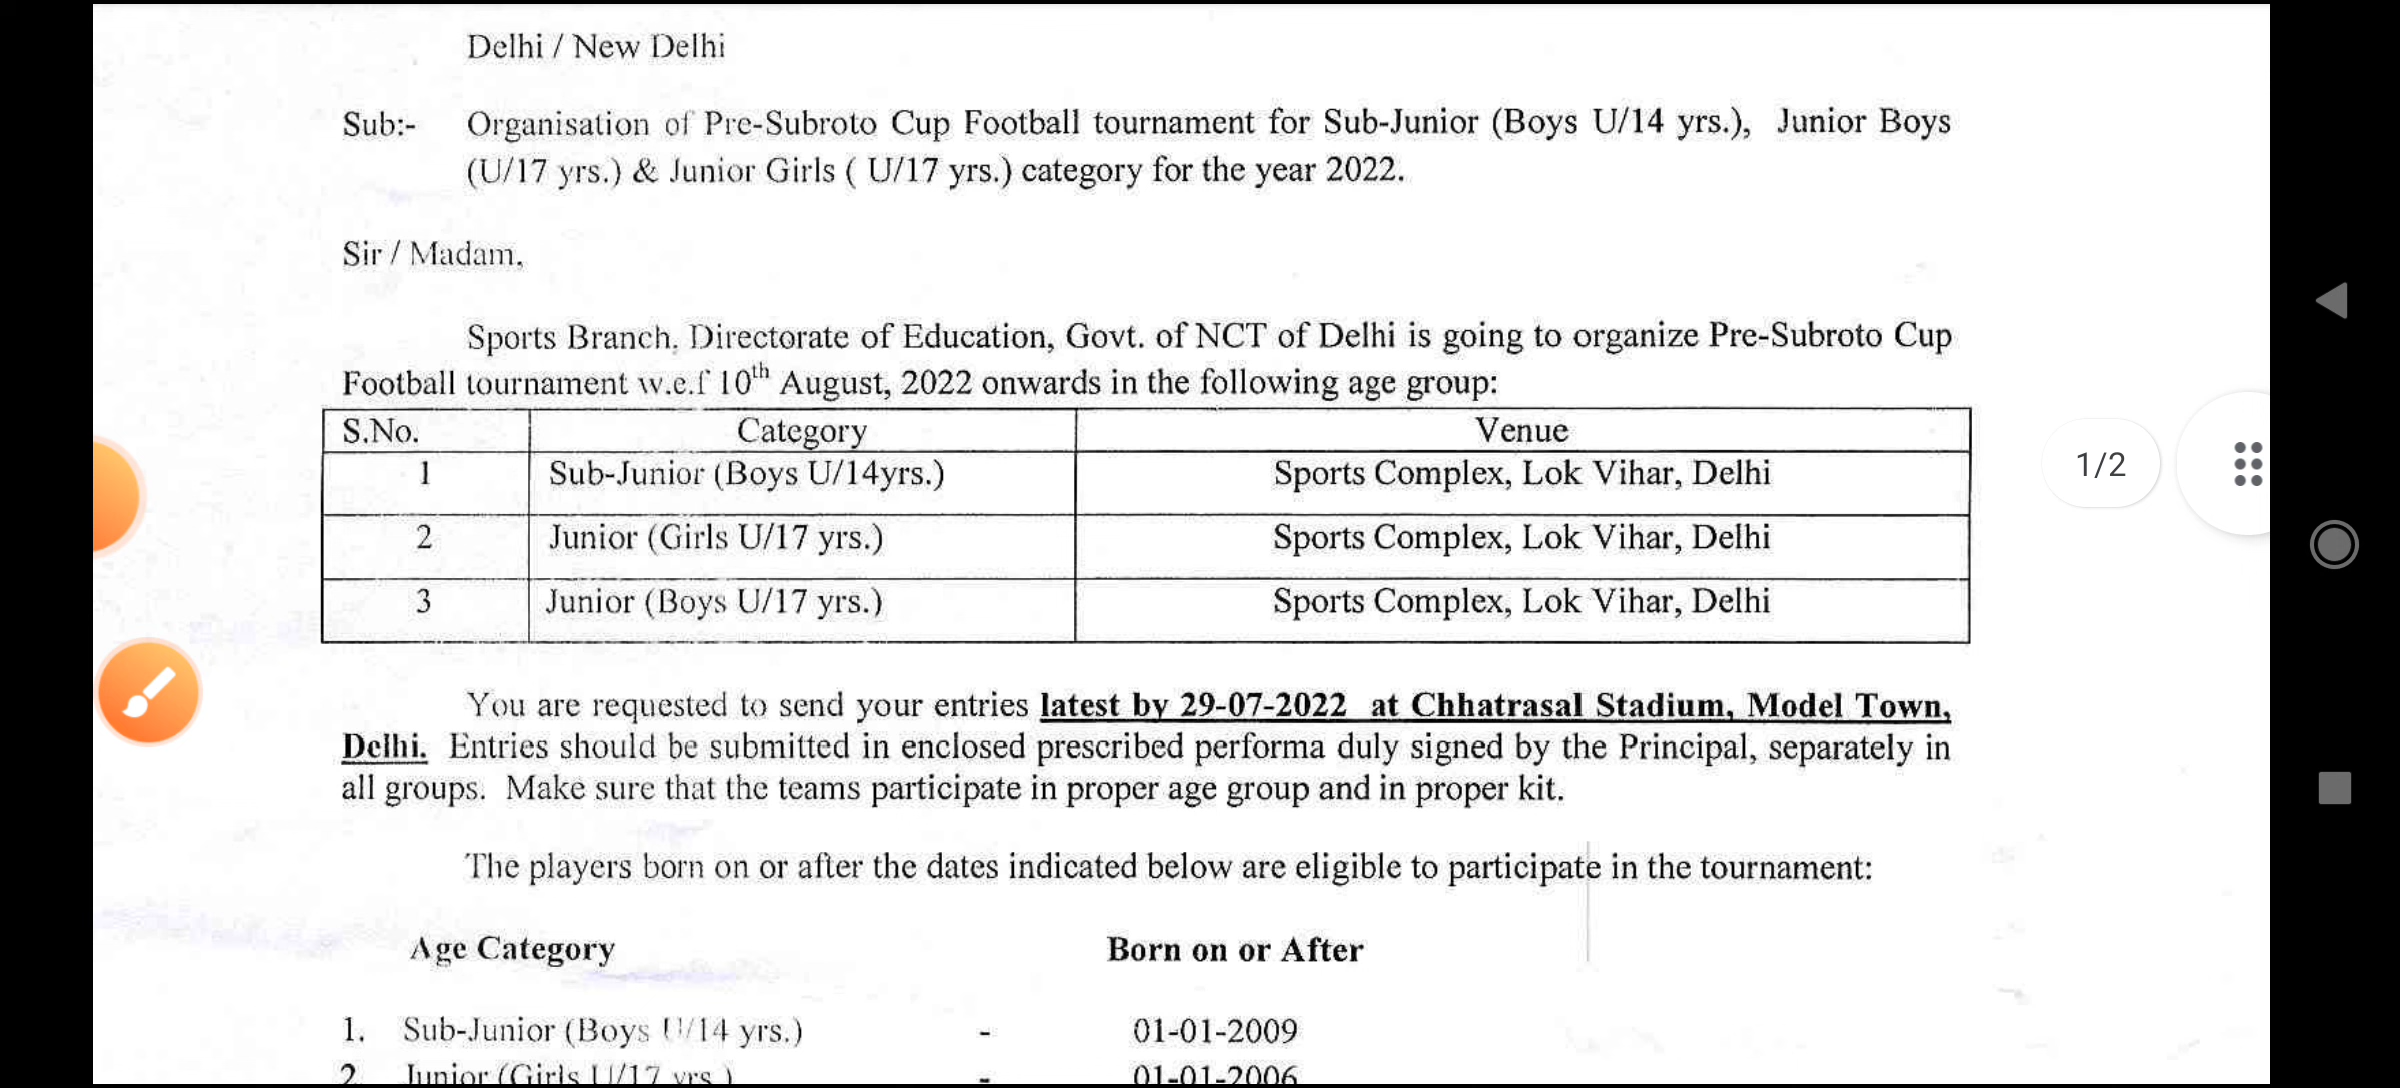 Delhi / New Delhi
Sub:- Organisation of Pre-Subroto Cup Football tournament for Sub-Junior (Boys U/14 yrs.), Junior Boys
(U/17 yrs.) & Junior Girls ( U/17 yrs.) category for the year 2022.
Sir / Madam,
Sports Branch, Directorate of Education, Govt. of NCT of Delhi is going to organize Pre-Subroto Cup
Football tournament w.e.f 10th August, 2022 onwards in the following age group:
S.No. Category Venue
1 Sub-Junior (Boys U/14yrs.) Sports Complex, Lok Vihar, Delhi
2 Junior (Girls U/17 yrs.) Sports Complex, Lok Vihar, Delhi
3 Junior (Boys U/17 yrs.) Sports Complex, Lok Vihar, Delhi
1/2
You are requested to send your entries latest by 29-07-2022 at Chhatrasal Stadium, Model Town,
Delhi. Entries should be submitted in enclosed prescribed performa duly signed by the Principal, separately in
all groups. Make sure that the teams participate in proper age group and in proper kit.
The players born on or after the dates indicated below are eligible to participate in the tournament:
Age Category Born on or After
1. Sub-Junior (Boys U/14 yrs.) - 01-01-2009
2. Junior (Girls U/17 yrs.) - 01-01-2006